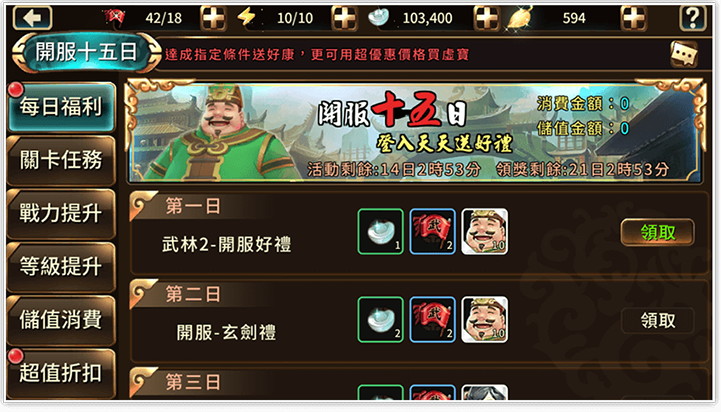 42/18 10/10 103,400 594 ?
開服十五日
達成指定條件送好康，更可用超優惠價格買虛寶
每日福利
關卡任務
戰力提升
等級提升
儲值消費
超值折扣
開服十五日
登入天天送好禮
消費金額：0
儲值金額：0
活動剩餘:14日2時53分 領獎剩餘:21日2時53分
第一日
武林2-開服好禮
1
武 2
10
領取
第二日
開服-玄劍禮
2
武 2
10
領取
第三日